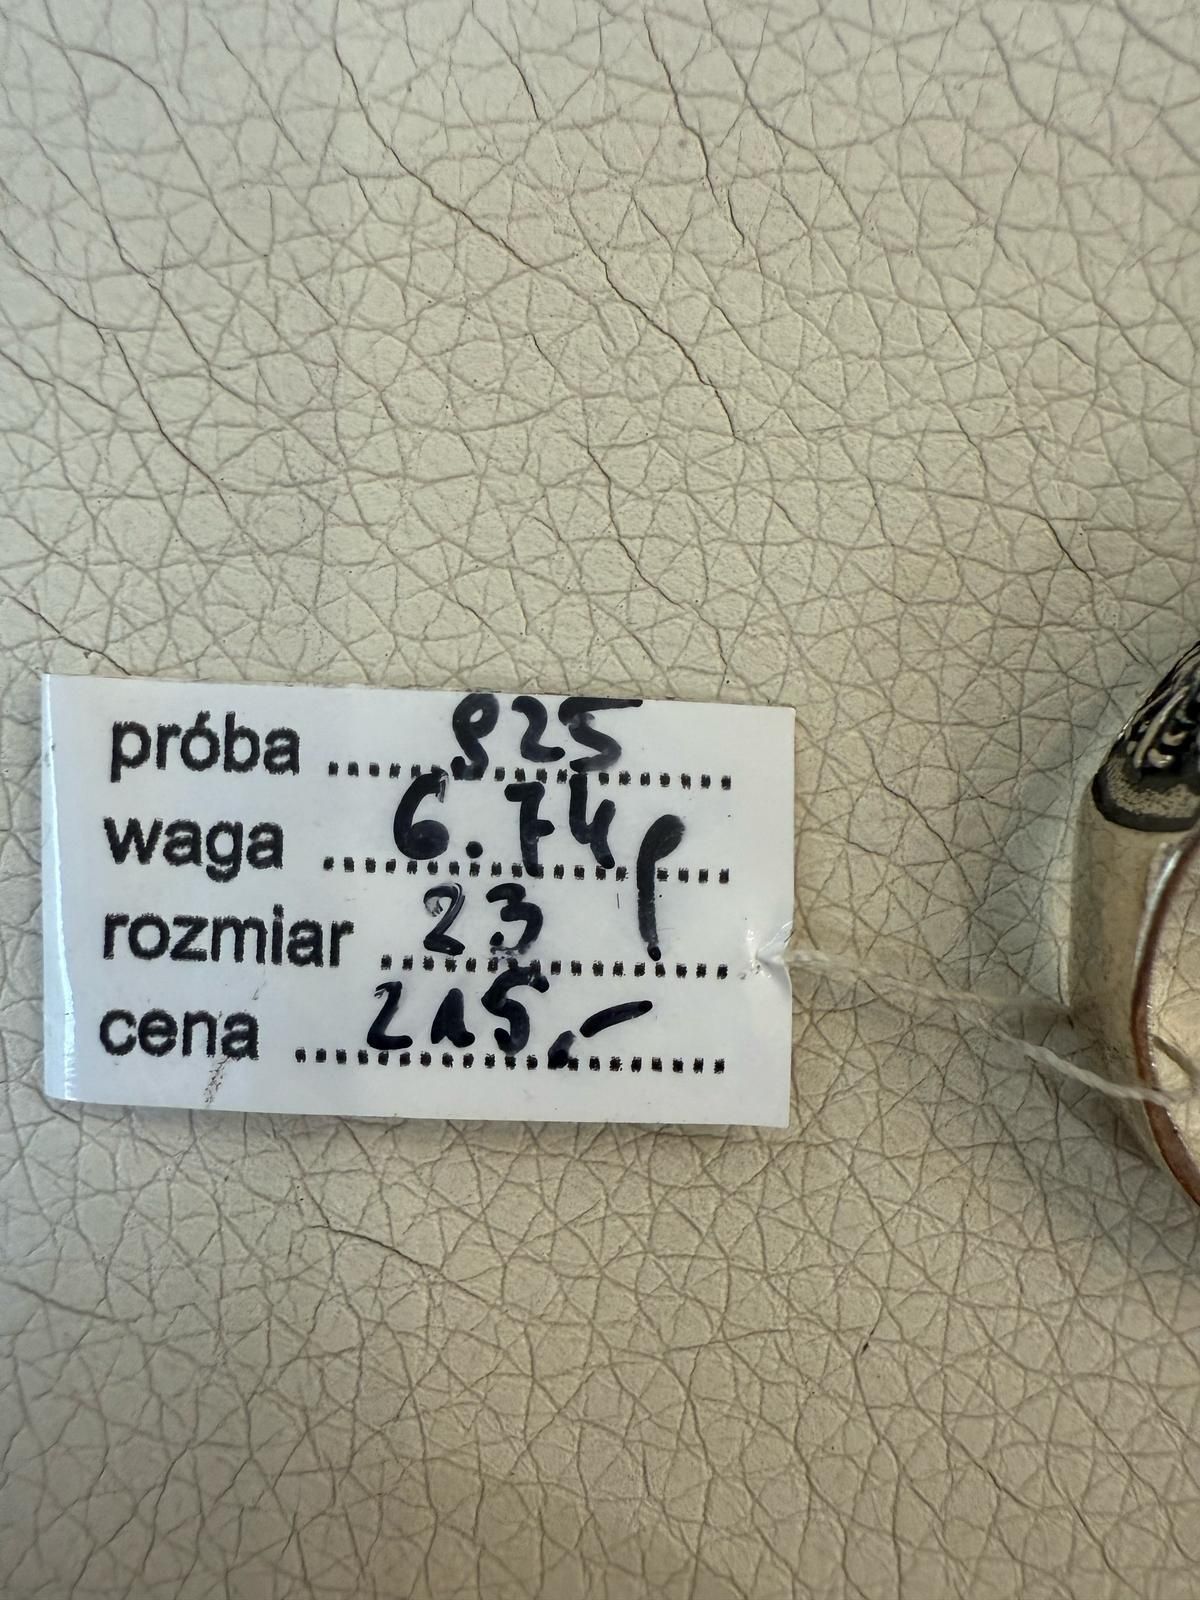 próba 925
waga 6.74g
rozmiar 23
cena 215,-